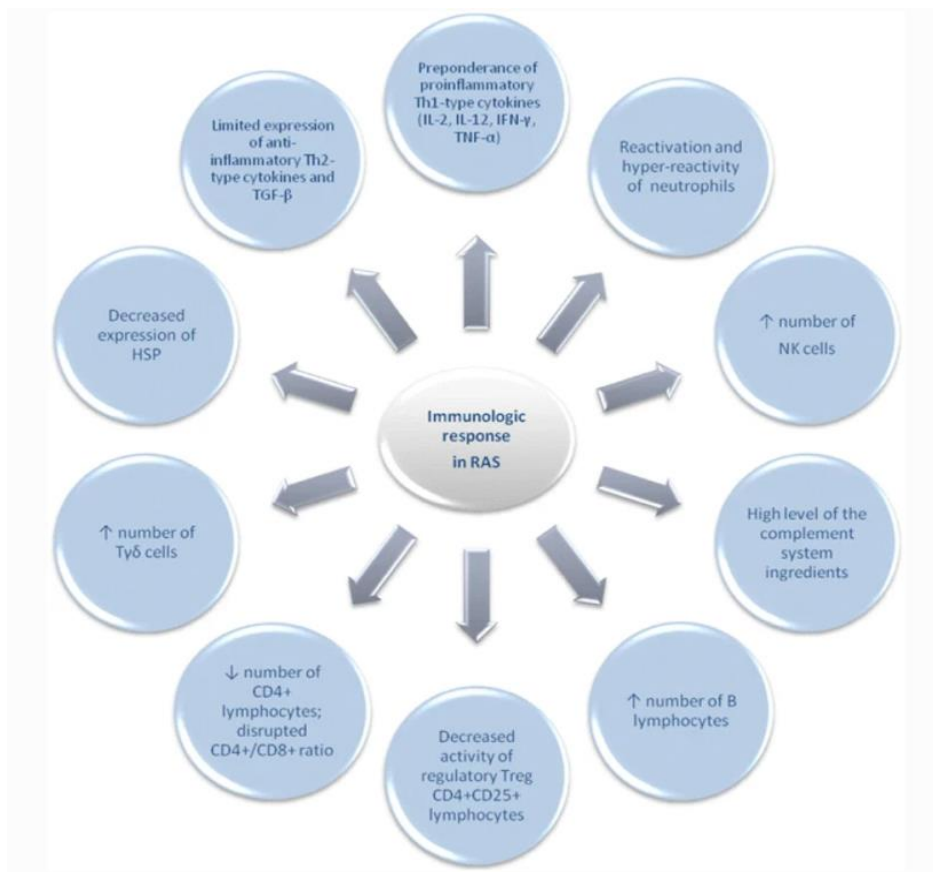 Preponderance of
proinflammatory
Th1-type cytokines
(IL-2, IL-12, IFN-γ,
TNF-α)
Reactivation and
hyper-reactivity
of neutrophils
↑ number of
NK cells
High level of the
complement
system
ingredients
↑ number of B
lymphocytes
Decreased
activity of
regulatory Treg
CD4+CD25+
lymphocytes
↓ number of
CD4+
lymphocytes;
disrupted
CD4+/CD8+ ratio
↑ number of
Tγδ cells
Decreased
expression of
HSP
Limited expression
of anti-
inflammatory Th2-
type cytokines and
TGF-β
Immunologic
response
in RAS